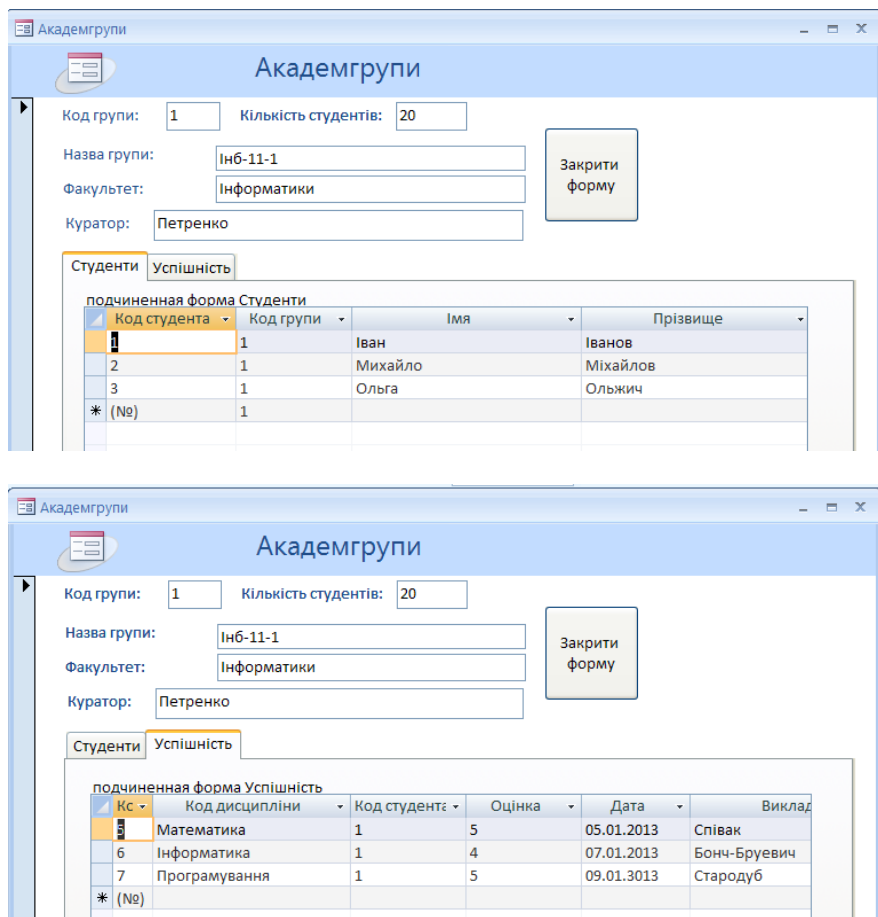 Академгрупи
Академгрупи
Код групи: 1 Кількість студентів: 20
Назва групи: Інб-11-1
Закрити форму
Факультет: Інформатики
Куратор: Петренко
Студенти Успішність
подчиненная форма Студенти
Код студента Код групи Імя Прізвище
1 1 Іван Іванов
2 1 Михайло Міхайлов
3 1 Ольга Ольжич
(№) 1
Академгрупи
Академгрупи
Код групи: 1 Кількість студентів: 20
Назва групи: Інб-11-1
Закрити форму
Факультет: Інформатики
Куратор: Петренко
Студенти Успішність
подчиненная форма Успішність
Кс Код дисципліни Код студента Оцінка Дата Виклад
5 Математика 1 5 05.01.2013 Співак
6 Інформатика 1 4 07.01.2013 Бонч-Бруевич
7 Програмування 1 5 09.01.3013 Стародуб
(№)